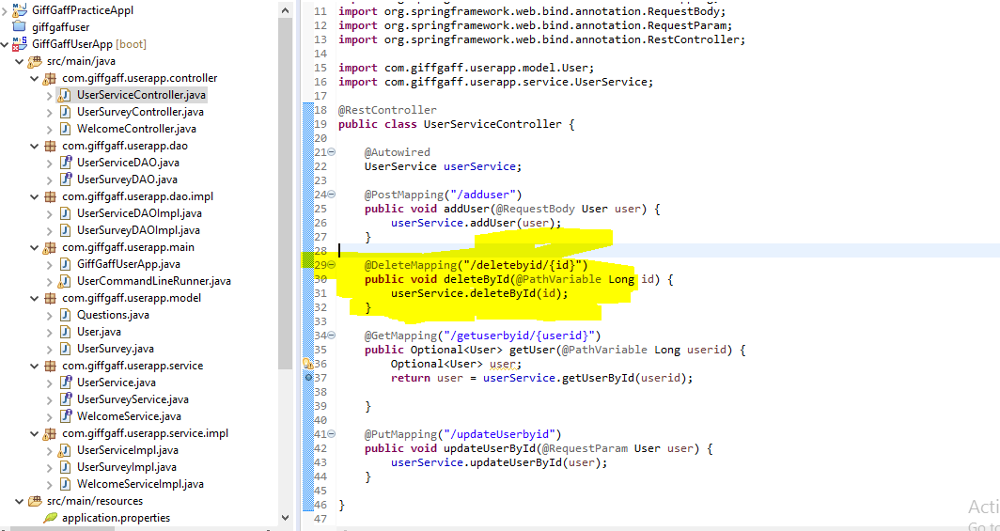 GiffGaffPracticeAppl
giffgaffuser
GiffGaffUserApp [boot]
src/main/java
com.giffgaff.userapp.controller
UserServiceController.java
UserSurveyController.java
WelcomeController.java
com.giffgaff.userapp.dao
UserServiceDAO.java
UserSurveyDAO.java
com.giffgaff.userapp.dao.impl
UserServiceDAOImpl.java
UserSurveyDAOImpl.java
com.giffgaff.userapp.main
GiffGaffUserApp.java
UserCommandLineRunner.java
com.giffgaff.userapp.model
Questions.java
User.java
UserSurvey.java
com.giffgaff.userapp.service
UserService.java
UserSurveyService.java
WelcomeService.java
com.giffgaff.userapp.service.impl
UserServiceImpl.java
UserSurveyImpl.java
WelcomeServiceImpl.java
src/main/resources
application.properties
11 import org.springframework.web.bind.annotation.RequestBody;
12 import org.springframework.web.bind.annotation.RequestParam;
13 import org.springframework.web.bind.annotation.RestController;
14
15 import com.giffgaff.userapp.model.User;
16 import com.giffgaff.userapp.service.UserService;
17
18 @RestController
19 public class UserServiceController {
20
21 @Autowired
22 UserService userService;
23
24 @PostMapping("/adduser")
25 public void addUser(@RequestBody User user) {
26 userService.addUser(user);
27 }
28
29 @DeleteMapping("/deletebyid/{id}")
30 public void deleteById(@PathVariable Long id) {
31 userService.deleteById(id);
32 }
33
34 @GetMapping("/getuserbyid/{userid}")
35 public Optional<User> getUser(@PathVariable Long userid) {
36 Optional<User> user;
37 return user = userService.getUserById(userid);
38
39 }
40
41 @PutMapping("/updateUserbyid")
42 public void updateUserById(@RequestParam User user) {
43 userService.updateUserById(user);
44 }
45
46 }
47
Acti
Go to